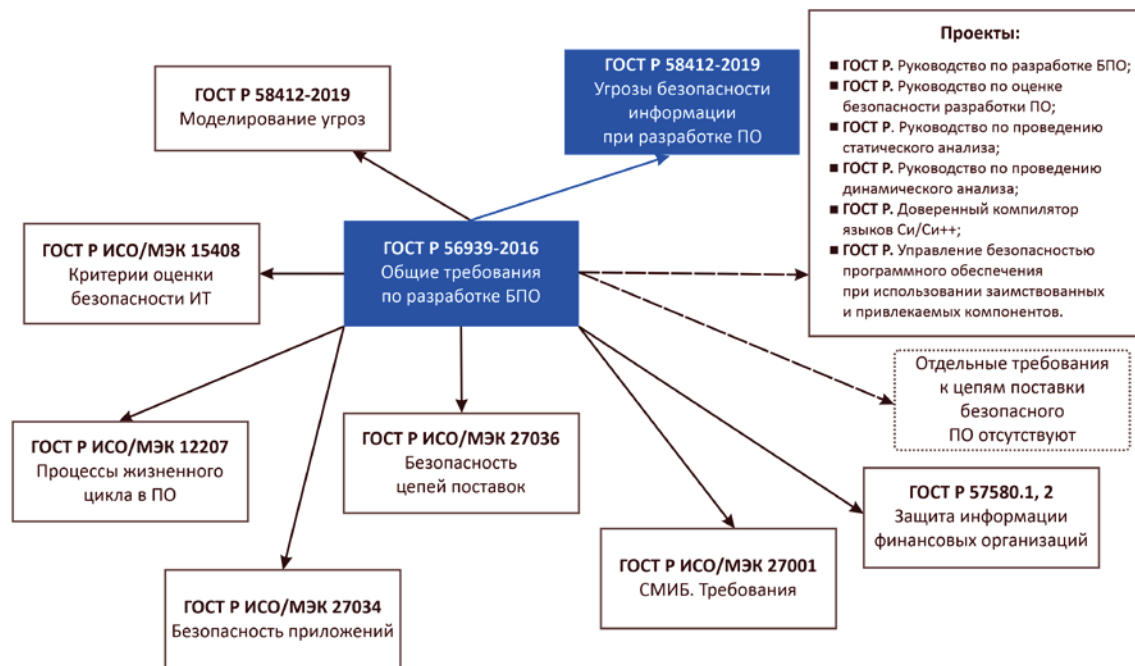 ГОСТ Р 58412-2019
Моделирование угроз
ГОСТ Р 58412-2019
Угрозы безопасности
информации
при разработке ПО
Проекты:
■ ГОСТ Р. Руководство по разработке БПО;
■ ГОСТ Р. Руководство по оценке
безопасности разработки ПО;
■ ГОСТ Р. Руководство по проведению
статического анализа;
■ ГОСТ Р. Руководство по проведению
динамического анализа;
■ ГОСТ Р. Доверенный компилятор
языков Си/Си++;
■ ГОСТ Р. Управление безопасностью
программного обеспечения
при использовании заимствованных
и привлекаемых компонентов.
ГОСТ Р ИСО/МЭК 15408
Критерии оценки
безопасности ИТ
ГОСТ Р 56939-2016
Общие требования
по разработке БПО
Отдельные требования
к цепям поставки
безопасного
ПО отсутствуют
ГОСТ Р ИСО/МЭК 12207
Процессы жизненного
цикла в ПО
ГОСТ Р ИСО/МЭК 27036
Безопасность
цепей поставок
ГОСТ Р 57580.1, 2
Защита информации
финансовых организаций
ГОСТ Р ИСО/МЭК 27001
СМИБ. Требования
ГОСТ Р ИСО/МЭК 27034
Безопасность приложений